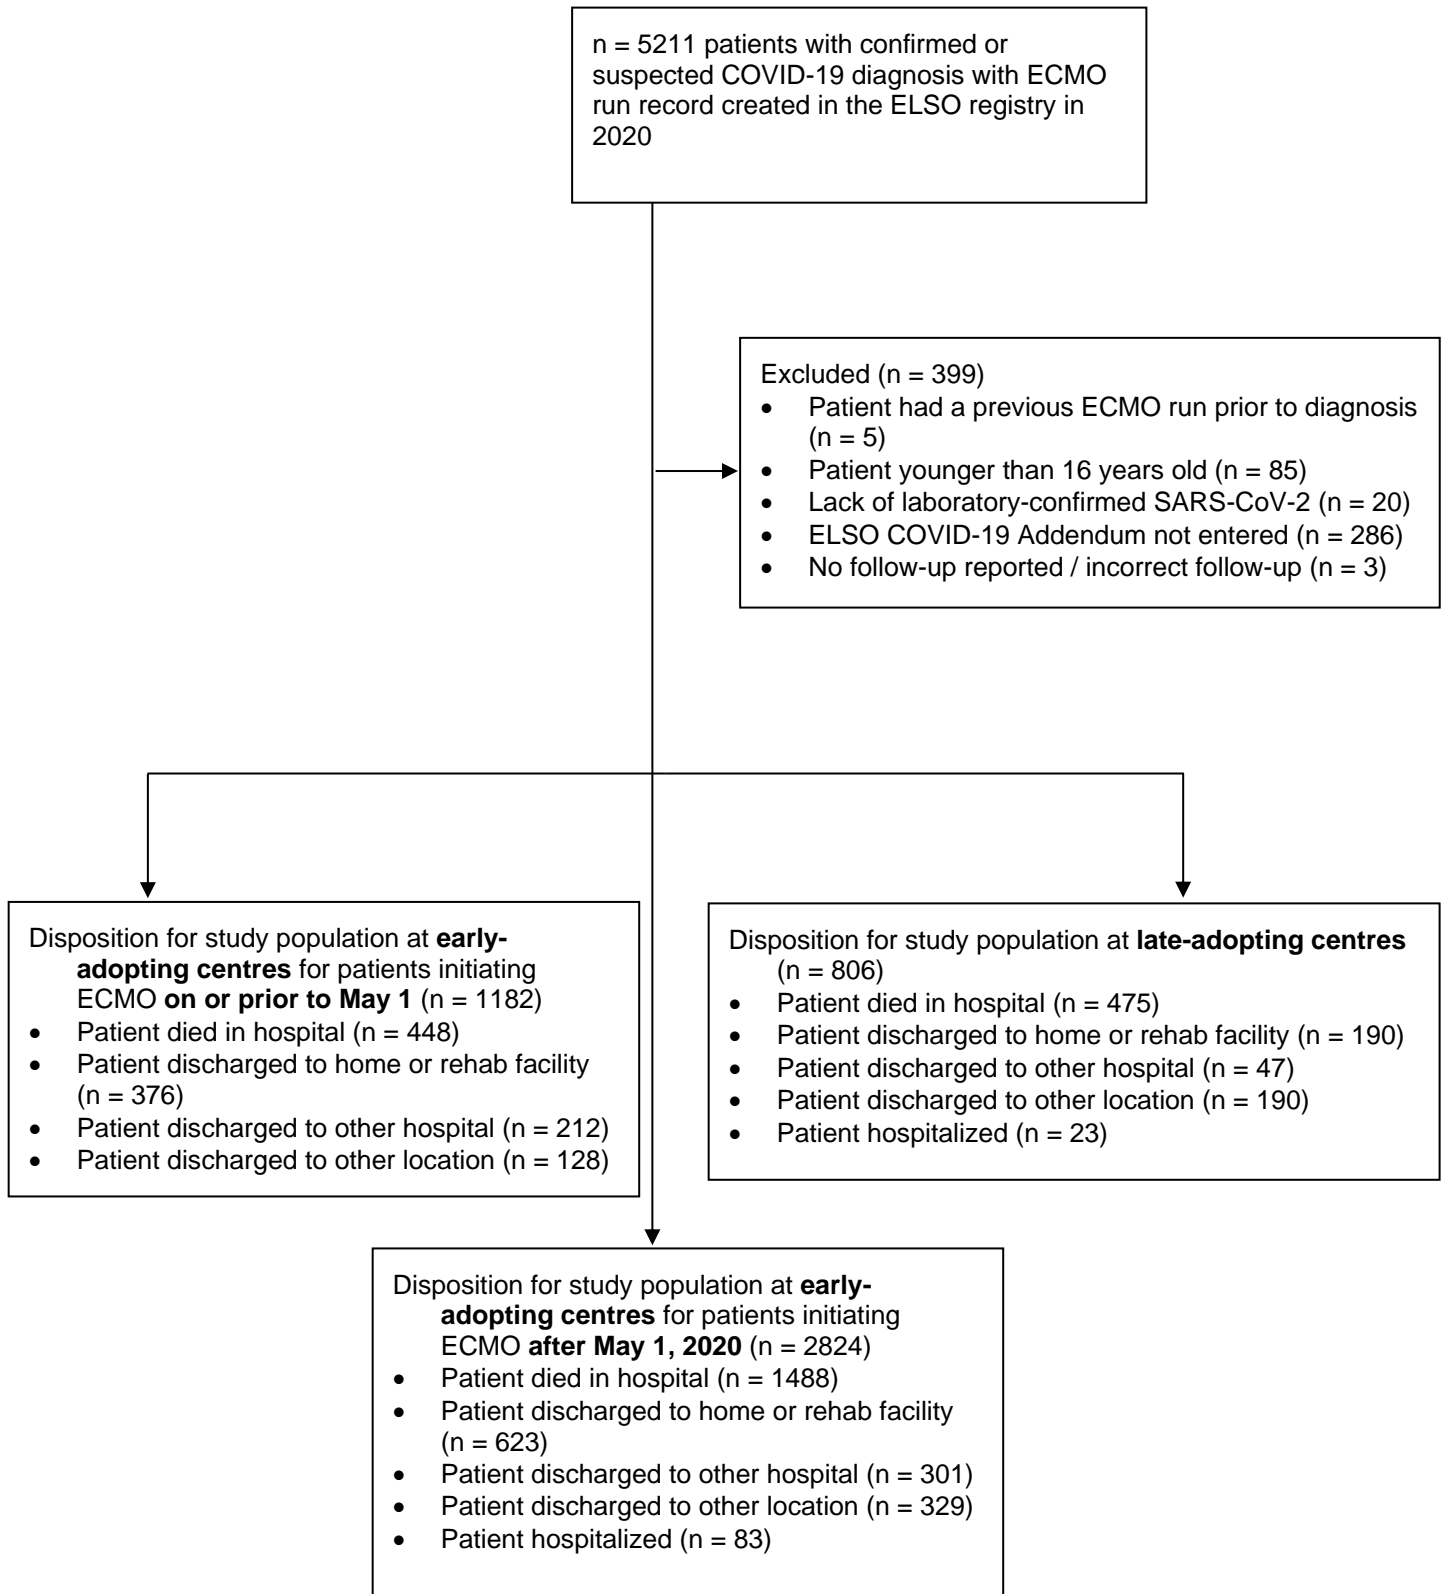 n = 5211 patients with confirmed or
suspected COVID-19 diagnosis with ECMO
run record created in the ELSO registry in
2020
Excluded (n = 399)
• Patient had a previous ECMO run prior to diagnosis
(n = 5)
• Patient younger than 16 years old (n = 85)
• Lack of laboratory-confirmed SARS-CoV-2 (n = 20)
• ELSO COVID-19 Addendum not entered (n = 286)
• No follow-up reported / incorrect follow-up (n = 3)
Disposition for study population at early-
adopting centres for patients initiating
ECMO on or prior to May 1 (n = 1182)
• Patient died in hospital (n = 448)
• Patient discharged to home or rehab facility
(n = 376)
• Patient discharged to other hospital (n = 212)
• Patient discharged to other location (n = 128)
Disposition for study population at late-adopting centres
(n = 806)
• Patient died in hospital (n = 475)
• Patient discharged to home or rehab facility (n = 190)
• Patient discharged to other hospital (n = 47)
• Patient discharged to other location (n = 190)
• Patient hospitalized (n = 23)
Disposition for study population at early-
adopting centres for patients initiating
ECMO after May 1, 2020 (n = 2824)
• Patient died in hospital (n = 1488)
• Patient discharged to home or rehab facility
(n = 623)
• Patient discharged to other hospital (n = 301)
• Patient discharged to other location (n = 329)
• Patient hospitalized (n = 83)